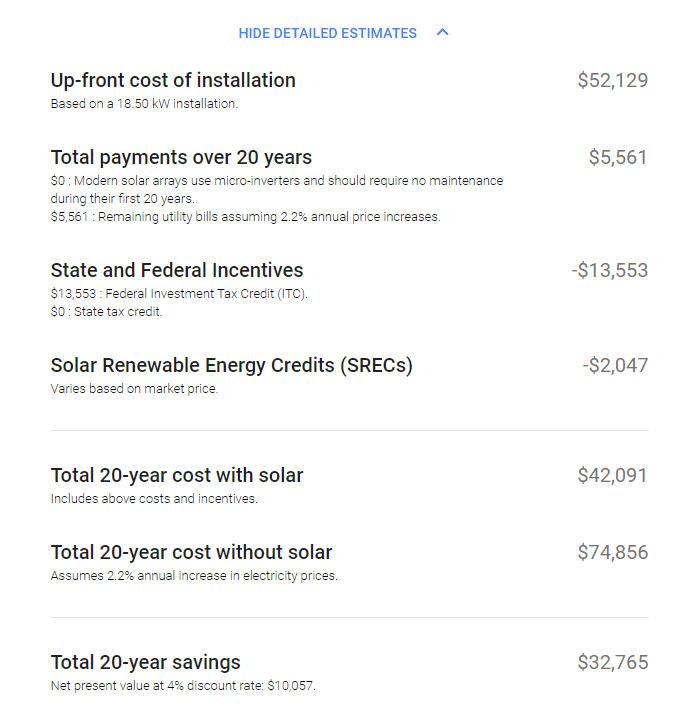 HIDE DETAILED ESTIMATES
Up-front cost of installation $52,129
Based on a 18.50 kW installation.
Total payments over 20 years $5,561
$0 : Modern solar arrays use micro-inverters and should require no maintenance
during their first 20 years.
$5,561 : Remaining utility bills assuming 2.2% annual price increases.
State and Federal Incentives -$13,553
$13,553 : Federal Investment Tax Credit (ITC).
$0 : State tax credit.
Solar Renewable Energy Credits (SRECs) -$2,047
Varies based on market price.
Total 20-year cost with solar $42,091
Includes above costs and incentives.
Total 20-year cost without solar $74,856
Assumes 2.2% annual increase in electricity prices.
Total 20-year savings $32,765
Net present value at 4% discount rate: $10,057.